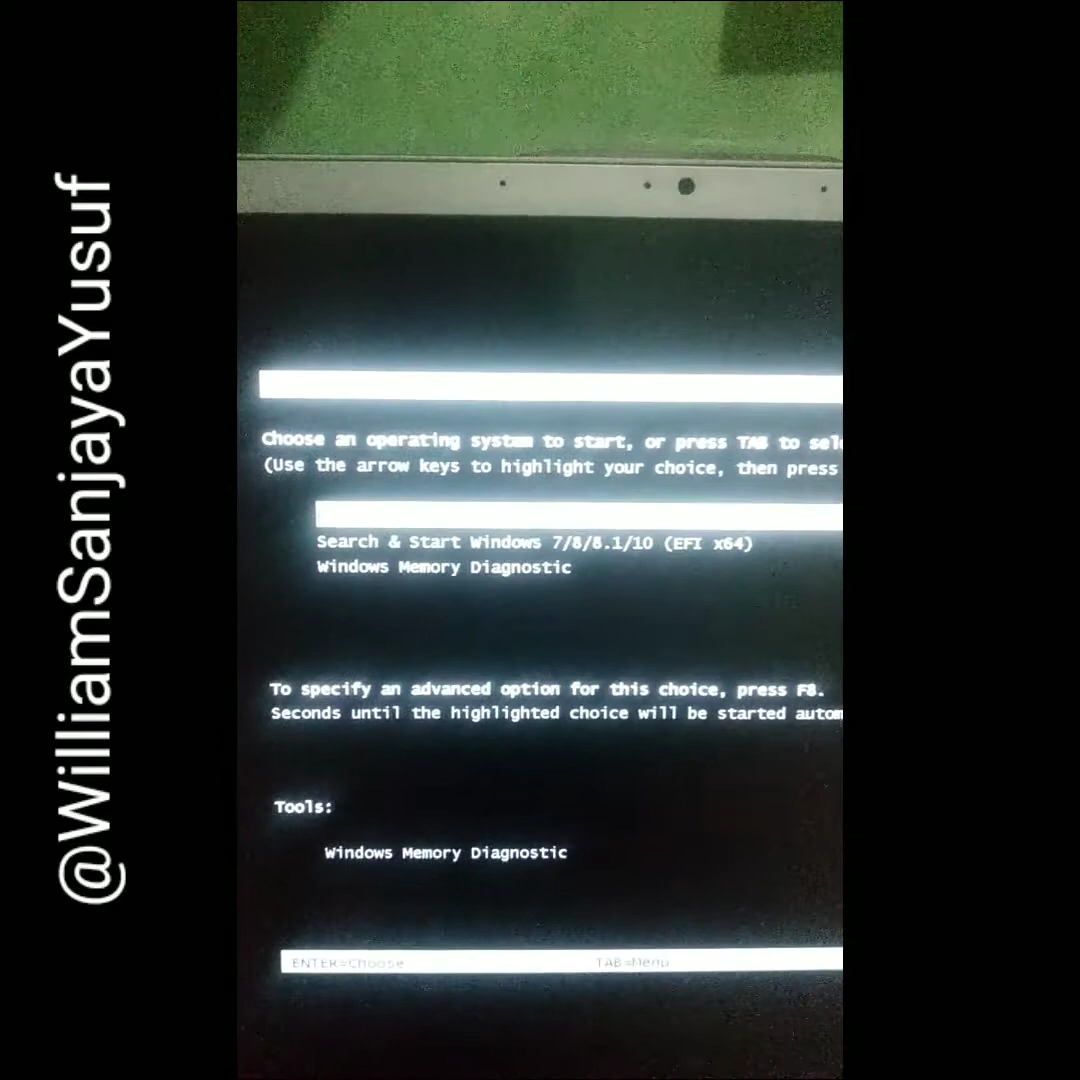 @WilliamSanjayaYusuf
Choose an operating system to start, or press TAB to sel
(Use the arrow keys to highlight your choice, then press
Search & Start Windows 7/8/8.1/10 (EFI x64)
Windows Memory Diagnostic
To specify an advanced option for this choice, press F8.
Seconds until the highlighted choice will be started autom
Tools:
Windows Memory Diagnostic
ENTER=Choose TAB=Menu